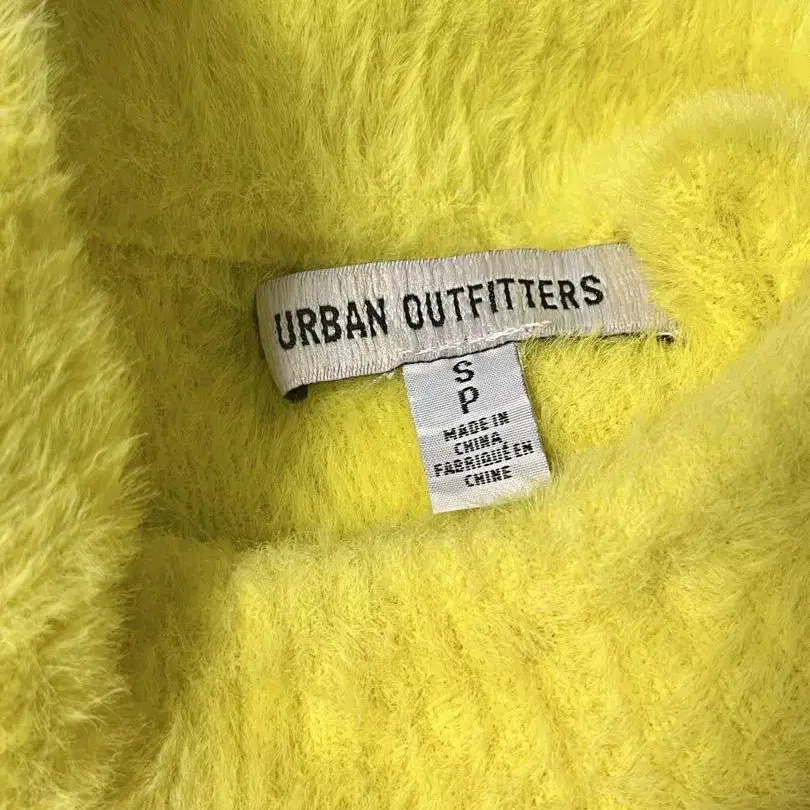 URBAN OUTFITTERS
S
P
MADE IN
CHINA
FABRIQUÉ EN
CHINE